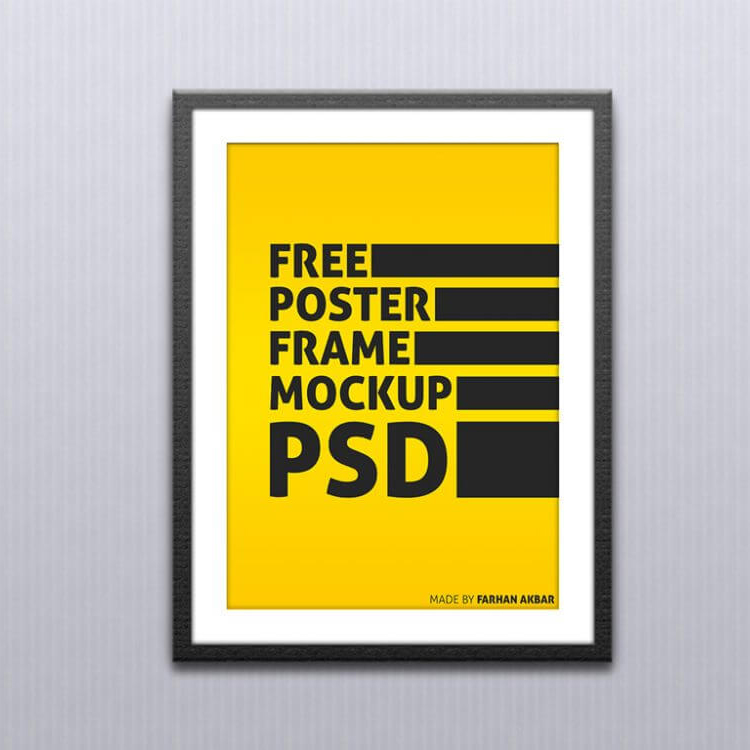 FREE
POSTER
FRAME
MOCKUP
PSD
MADE BY FARHAN AKBAR